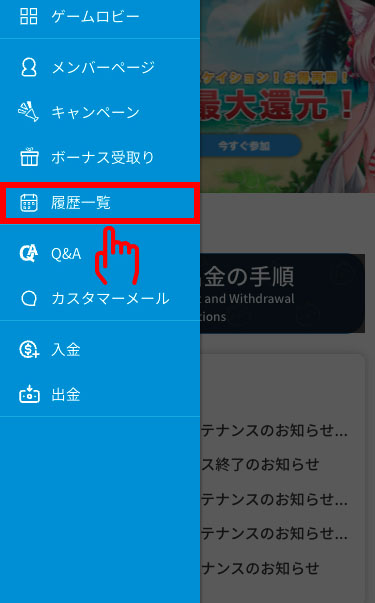 ゲームロビー
メンバーページ
キャンペーン
ボーナス受取り
履歴一覧
Q&A
カスタマーメール
入金
出金
ケイション！お得再開！
最大還元！
今すぐ参加
金の手順
and Withdrawal
tions
テナンスのお知らせ...
ス終了のお知らせ
テナンスのお知らせ...
テナンスのお知らせ...
ナンスのお知らせ